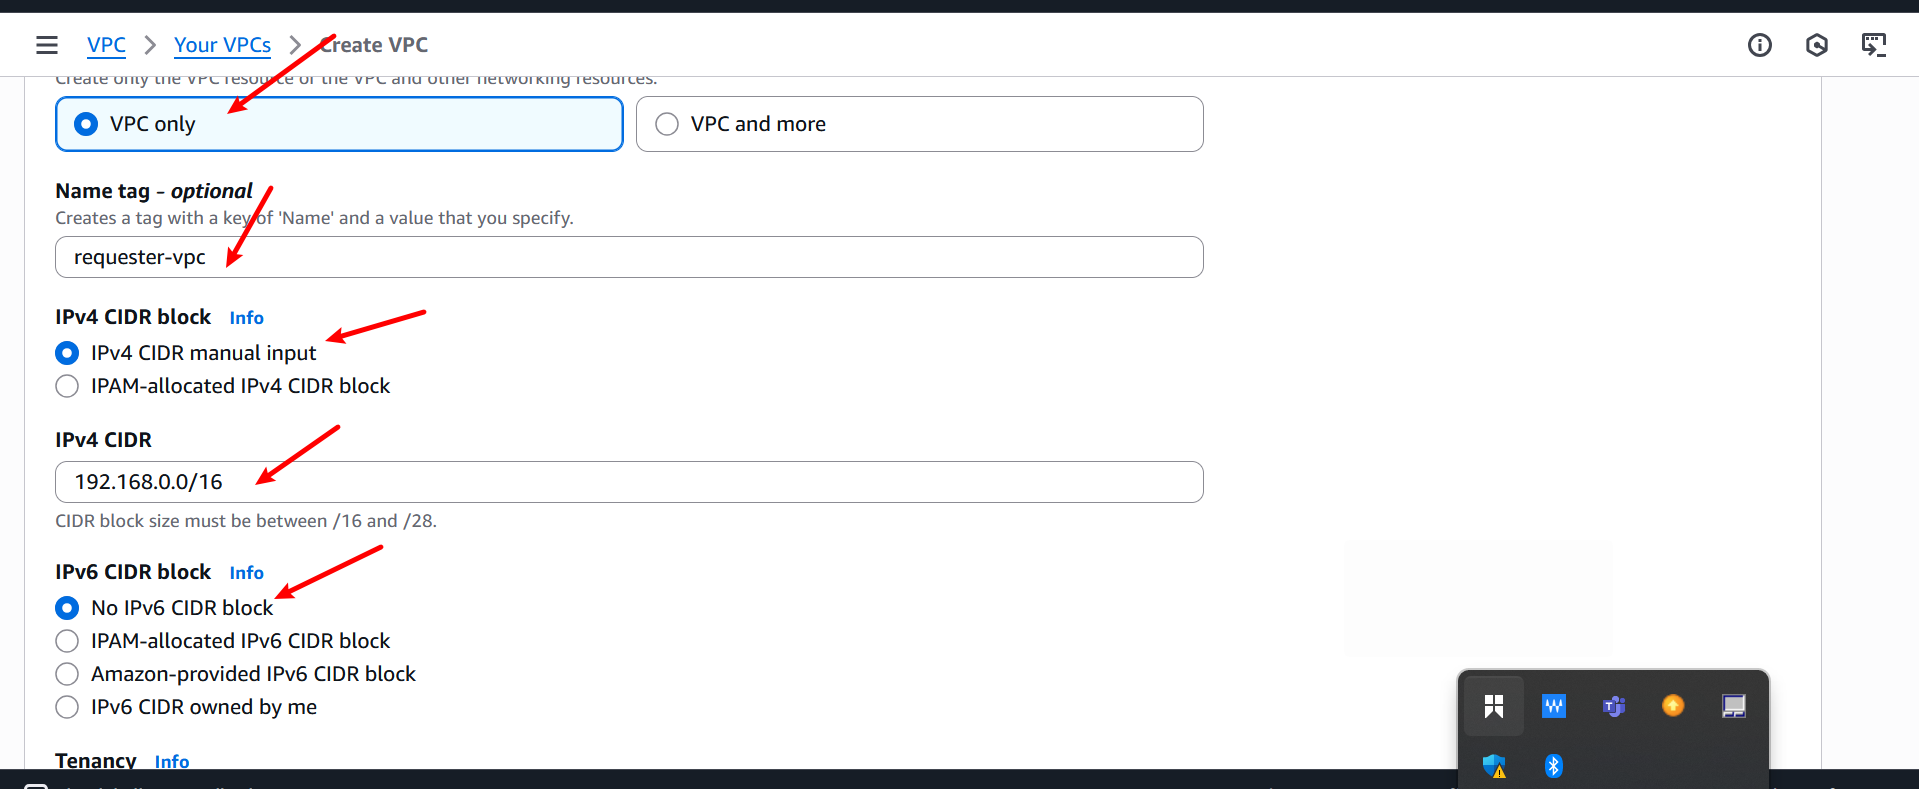 VPC > Your VPCs > Create VPC
Create only the VPC resource or the VPC and other networking resources.
VPC only
VPC and more
Name tag - optional
Creates a tag with a key of 'Name' and a value that you specify.
requester-vpc
IPv4 CIDR block Info
IPv4 CIDR manual input
IPAM-allocated IPv4 CIDR block
IPv4 CIDR
192.168.0.0/16
CIDR block size must be between /16 and /28.
IPv6 CIDR block Info
No IPv6 CIDR block
IPAM-allocated IPv6 CIDR block
Amazon-provided IPv6 CIDR block
IPv6 CIDR owned by me
Tenancy Info